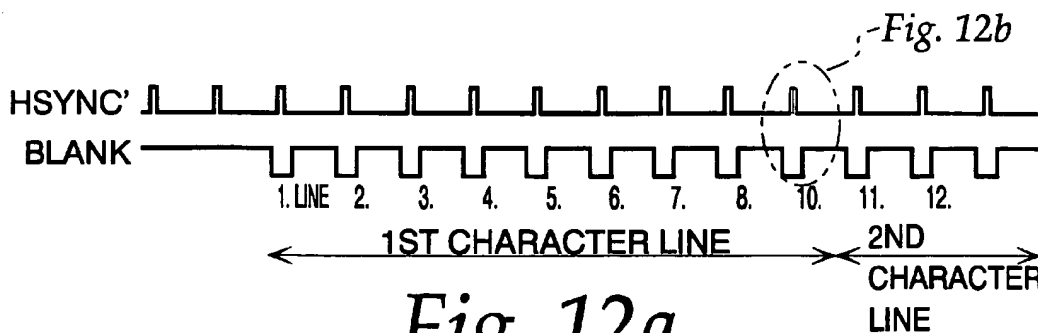 Fig. 12b
HSYNC'
BLANK
1. LINE 2. 3. 4. 5. 6. 7. 8. 10. 11. 12.
1ST CHARACTER LINE
2ND
CHARACTER
LINE
Fig. 12a